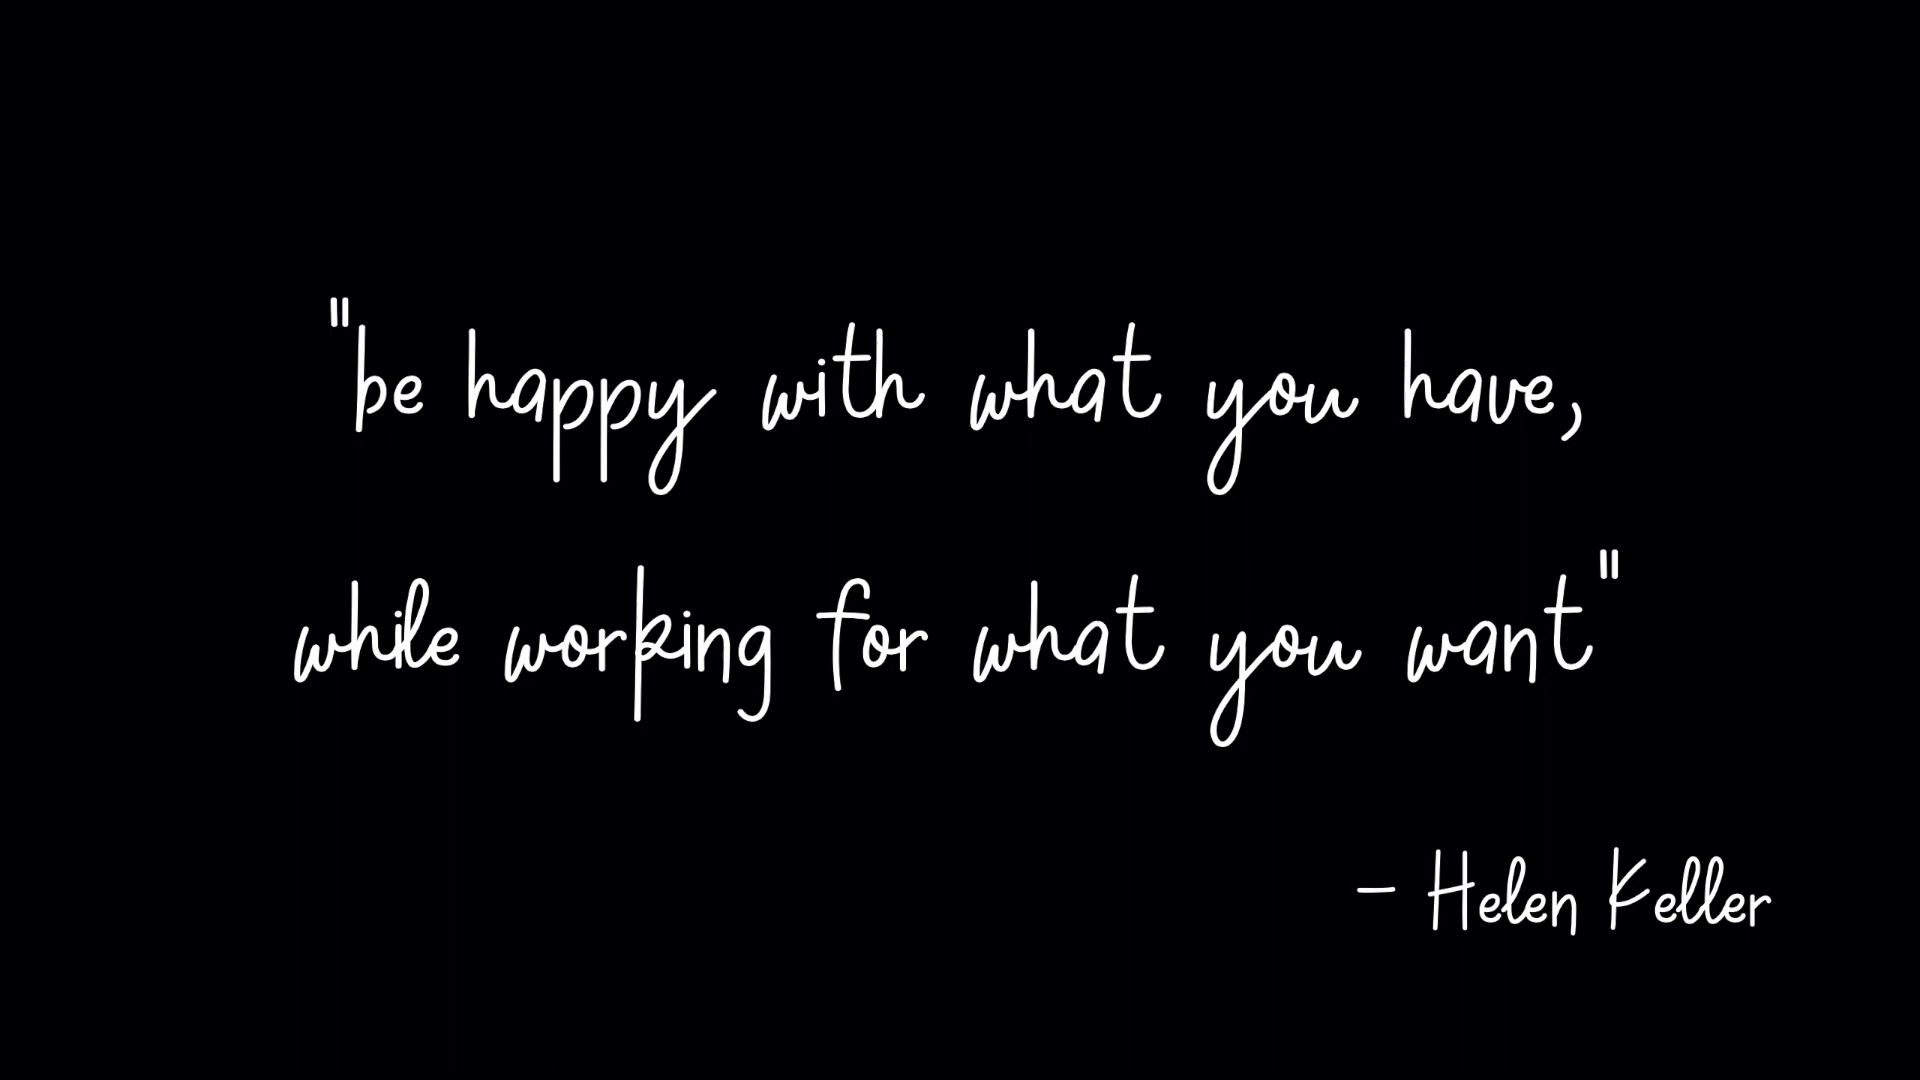 "be happy with what you have,
while working for what you want"
- Helen Keller